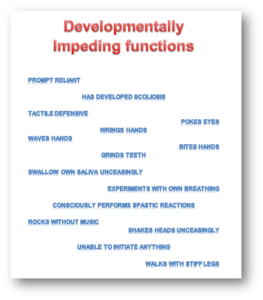 Developmentally
Impeding functions
PROMPT RELIANT
HAS DEVELOPED SCOLIOSIS
TACTILE DEFENSIVE
POKES EYES
WRINGS HANDS
WAVES HANDS
BITES HANDS
GRINDS TEETH
SWALLOW OWN SALIVA UNCEASINGLY
EXPERIMENTS WITH OWN BREATHING
CONSCIOUSLY PERFORMS SPASTIC REACTIONS
ROCKS WITHOUT MUSIC
SHAKES HEADS UNCEASINGLY
UNABLE TO INITIATE ANYTHING
WALKS WITH STIFF LEGS